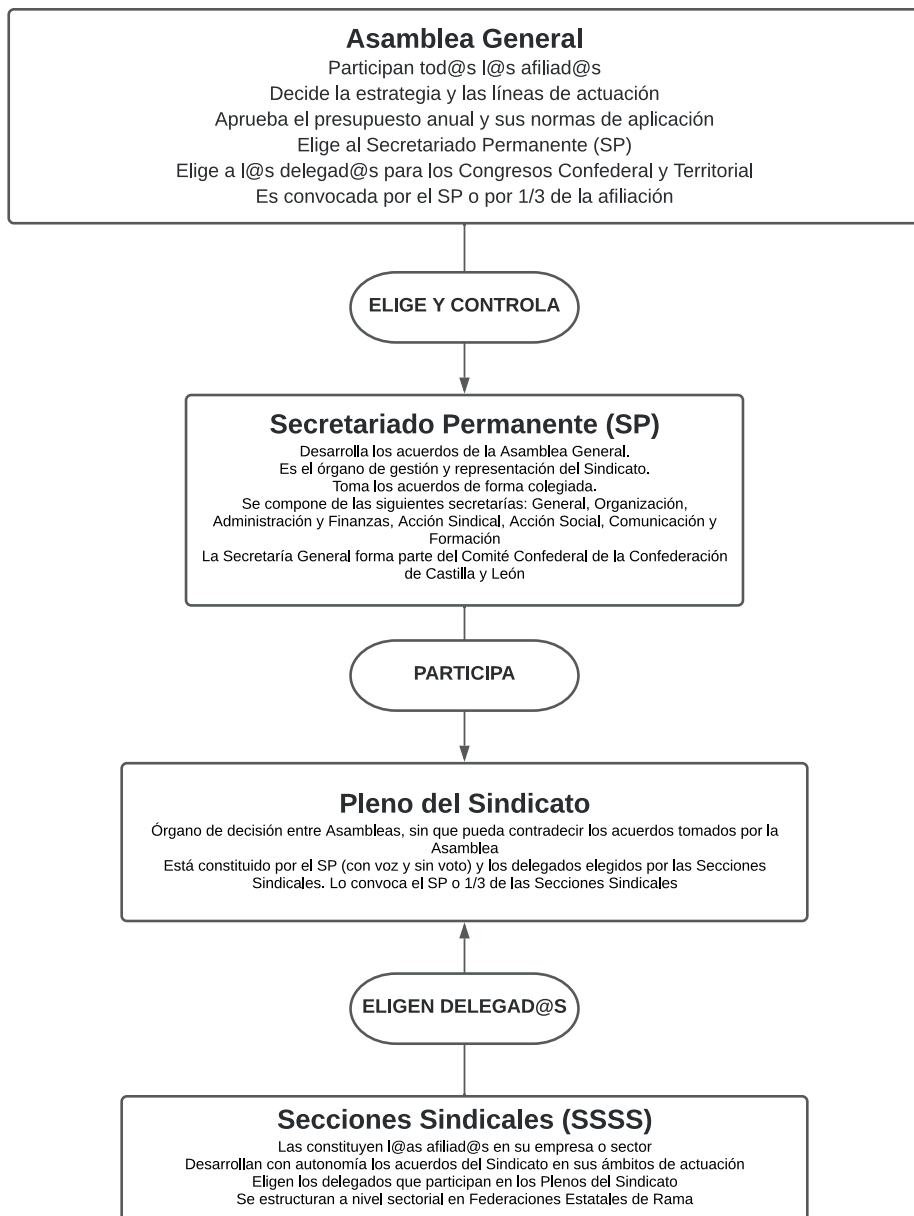 Asamblea General
Participan tod@s l@s afiliad@s
Decide la estrategia y las líneas de actuación
Aprueba el presupuesto anual y sus normas de aplicación
Elige al Secretariado Permanente (SP)
Elige a l@s delegad@s para los Congresos Confederal y Territorial
Es convocada por el SP o por 1/3 de la afiliación
ELIGE Y CONTROLA
Secretariado Permanente (SP)
Desarrolla los acuerdos de la Asamblea General.
Es el órgano de gestión y representación del Sindicato.
Toma los acuerdos de forma colegiada.
Se compone de las siguientes secretarías: General, Organización,
Administración y Finanzas, Acción Sindical, Acción Social, Comunicación y
Formación
La Secretaría General forma parte del Comité Confederal de la Confederación
de Castilla y León
PARTICIPA
Pleno del Sindicato
Órgano de decisión entre Asambleas, sin que pueda contradecir los acuerdos tomados por la
Asamblea
Está constituido por el SP (con voz y sin voto) y los delegados elegidos por las Secciones
Sindicales. Lo convoca el SP o 1/3 de las Secciones Sindicales
ELIGEN DELEGAD@S
Secciones Sindicales (SSSS)
Las constituyen l@as afiliad@s en su empresa o sector
Desarrollan con autonomía los acuerdos del Sindicato en sus ámbitos de actuación
Eligen los delegados que participan en los Plenos del Sindicato
Se estructuran a nivel sectorial en Federaciones Estatales de Rama